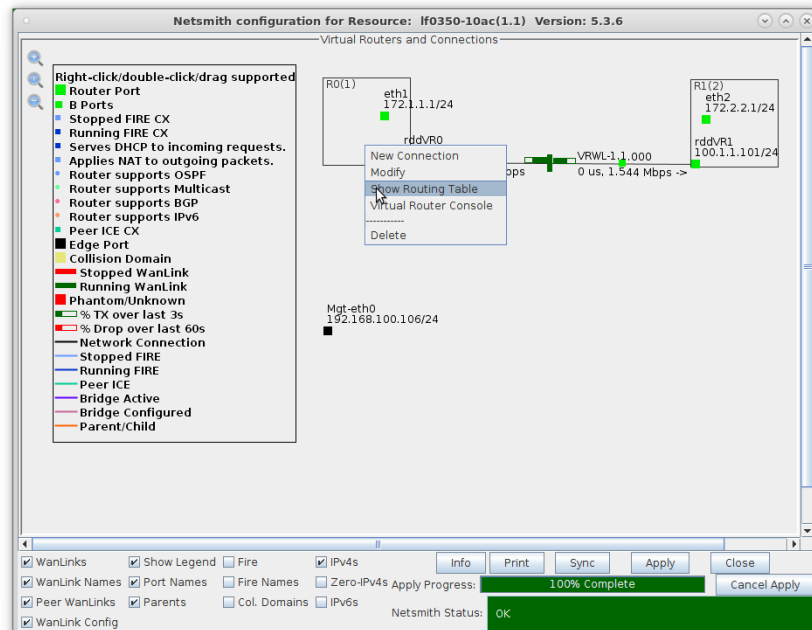 Netsmith configuration for Resource: lf0350-10ac(1.1) Version: 5.3.6
Virtual Routers and Connections
Right-click/double-click/drag supported
Router Port
B Ports
Stopped FIRE CX
Running FIRE CX
Serves DHCP to incoming requests.
Applies NAT to outgoing packets.
Router supports OSPF
Router supports Multicast
Router supports BGP
Router supports IPv6
Peer ICE CX
Edge Port
Collision Domain
Stopped WanLink
Running WanLink
Phantom/Unknown
% TX over last 3s
% Drop over last 60s
Network Connection
Stopped FIRE
Running FIRE
Peer ICE
Bridge Active
Bridge Configured
Parent/Child
R0(1)
eth1
172.1.1.1/24
rddVR0
New Connection
Modify
Show Routing Table
Virtual Router Console
-----------
Delete
VRWL-1.1.000
0 us, 1.544 Mbps ->
R1(2)
eth2
172.2.2.1/24
rddVR1
100.1.1.101/24
Mgt-eth0
192.168.100.106/24
WanLinks Show Legend Fire IPv4s Info Print Sync Apply Close
WanLink Names Port Names Fire Names Zero-IPv4s Apply Progress: 100% Complete Cancel Apply
Peer WanLinks Parents Col. Domains IPv6s Netsmith Status: OK
WanLink Config